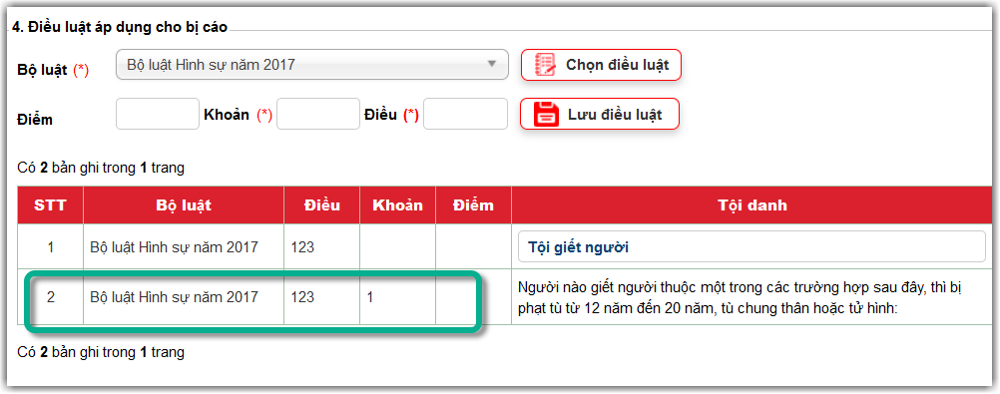 4. Điều luật áp dụng cho bị cáo
Bộ luật (*) Bộ luật Hình sự năm 2017 Chọn điều luật
Điểm Khoản (*) Điều (*) Lưu điều luật
Có 2 bản ghi trong 1 trang
STT Bộ luật Điều Khoản Điểm Tội danh
1 Bộ luật Hình sự năm 2017 123 Tội giết người
2 Bộ luật Hình sự năm 2017 123 1 Người nào giết người thuộc một trong các trường hợp sau đây, thì bị
phạt tù từ 12 năm đến 20 năm, tù chung thân hoặc tử hình:
Có 2 bản ghi trong 1 trang